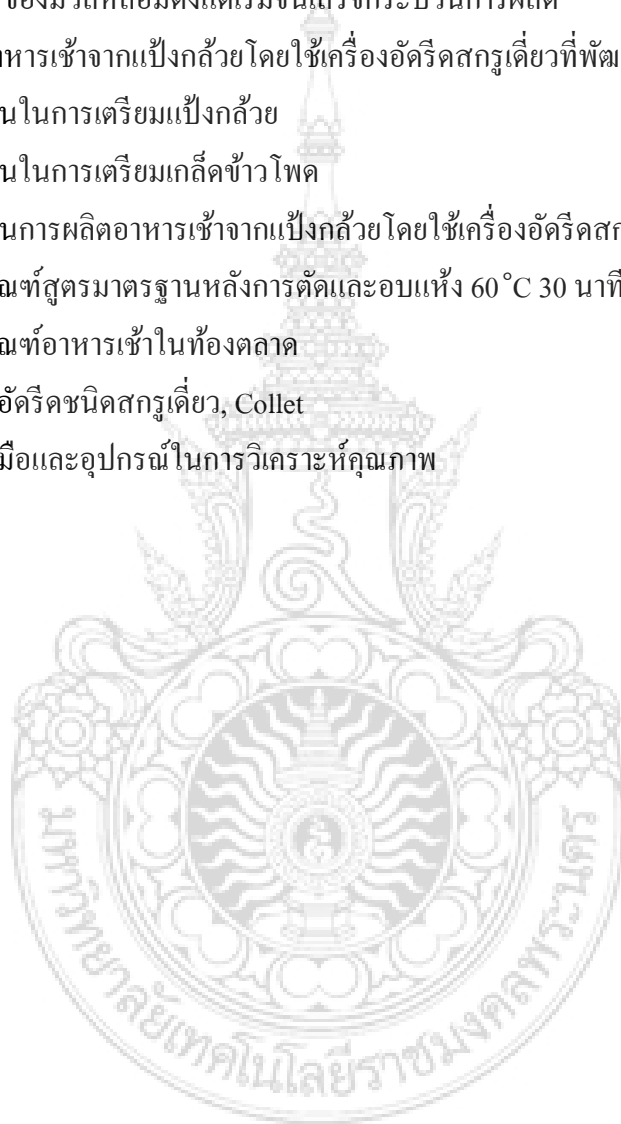 ของมวลหลอมตั้งแต่เริ่มจนเสร็จกระบวนการผลิต
าหารเช้าจากแป้งกล้วยโดยใช้เครื่องอัดรีดสกรูเดี่ยวที่พัฒ
นในการเตรียมแป้งกล้วย
นในการเตรียมเกล็ดข้าวโพด
นการผลิตอาหารเช้าจากแป้งกล้วยโดยใช้เครื่องอัดรีดสก
ณฑ์สูตรมาตรฐานหลังการตัดและอบแห้ง 60 °C 30 นาที
ณฑ์อาหารเช้าในท้องตลาด
อัดรีดชนิดสกรูเดี่ยว, Collet
มือและอุปกรณ์ในการวิเคราะห์คุณภาพ
มหาวิทยาลัยเทคโนโลยีราชมงคลพระนคร